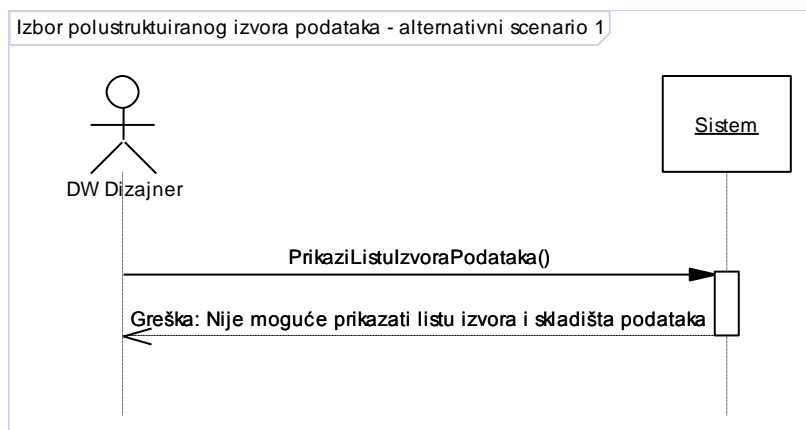 Izbor polustruktuiranog izvora podataka - alternativni scenario 1
Sistem
DW Dizajner
PrikaziListuIzvoraPodataka()
Greška: Nije moguće prikazati listu izvora i skladišta podataka